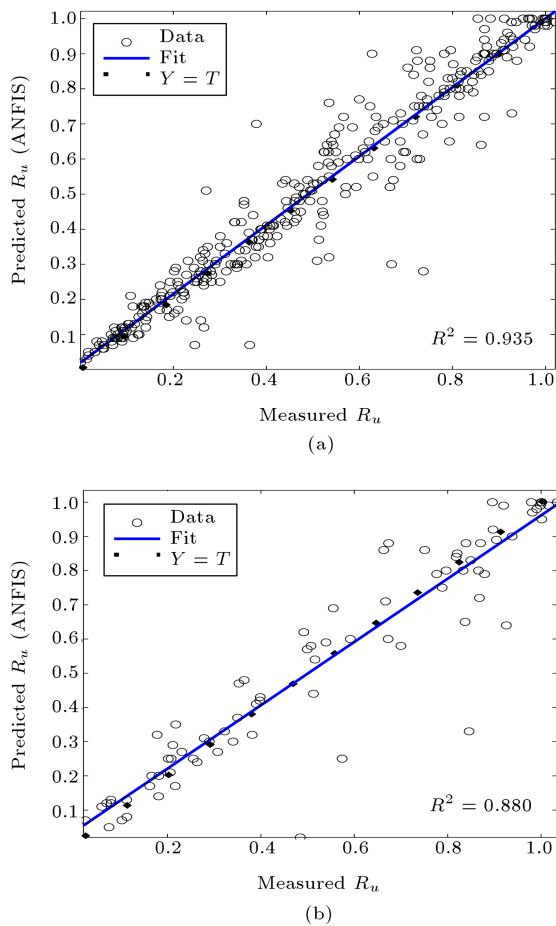 1.0
0.9
0.8
0.7
0.6
0.5
0.4
0.3
0.2
0.1
Predicted R_u (ANFIS)
Data
Fit
Y = T
R² = 0.935
0.2 0.4 0.6 0.8 1.0
Measured R_u
(a)
1.0
0.9
0.8
0.7
0.6
0.5
0.4
0.3
0.2
0.1
Predicted R_u (ANFIS)
Data
Fit
Y = T
R² = 0.880
0.2 0.4 0.6 0.8 1.0
Measured R_u
(b)